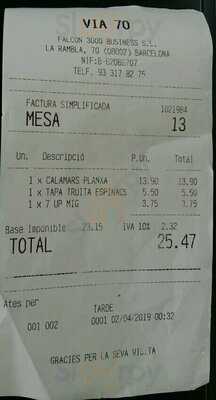 VIA 70
FALCON 3000 BUSINESS S.L.
LA RAMBLA, 70 (08002) BARCELONA
NIF:B-62086707
TELF. 93 317 82 75
FACTURA SIMPLIFICADA 1021984
MESA 13
Un. Descripció P.Un. Total
1 x CALAMARS PLANXA 13.90 13.90
1 x TAPA TRUITA ESPINACS 5.50 5.50
1 x 7 UP MIG 3.75 3.75
Base Imponible 23.15 IVA 10% 2.32
TOTAL 25.47
Ates per TARDE
001 002 0001 02/04/2019 00:32
GRACIES PER LA SEVA VISITA